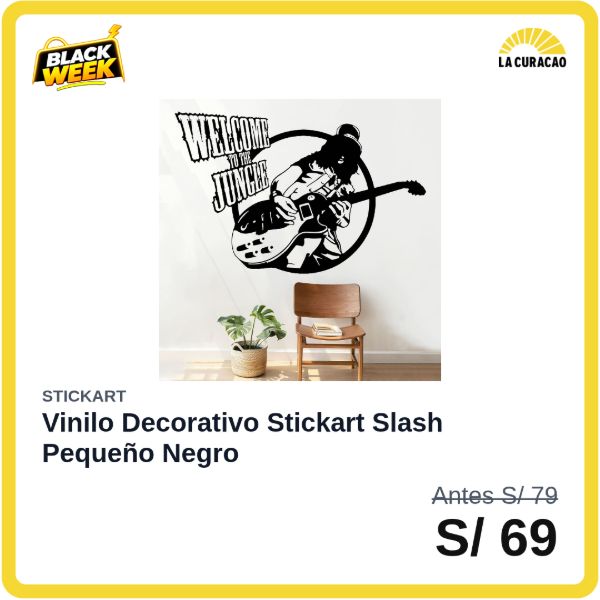 BLACK
WEEK
LA CURACAO
WELCOME
TO THE
JUNGLE
STICKART
Vinilo Decorativo Stickart Slash
Pequeño Negro
Antes S/ 79
S/ 69